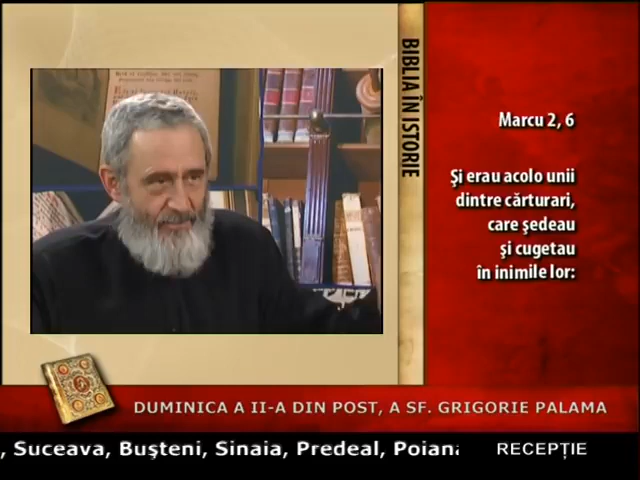 BIBLIA ÎN ISTORIE
Marcu 2, 6
Şi erau acolo unii
dintre cărturari,
care şedeau
şi cugetau
în inimile lor:
DUMINICA A II-A DIN POST, A SF. GRIGORIE PALAMA
, Suceava, Buşteni, Sinaia, Predeal, Poiana
RECEPŢIE